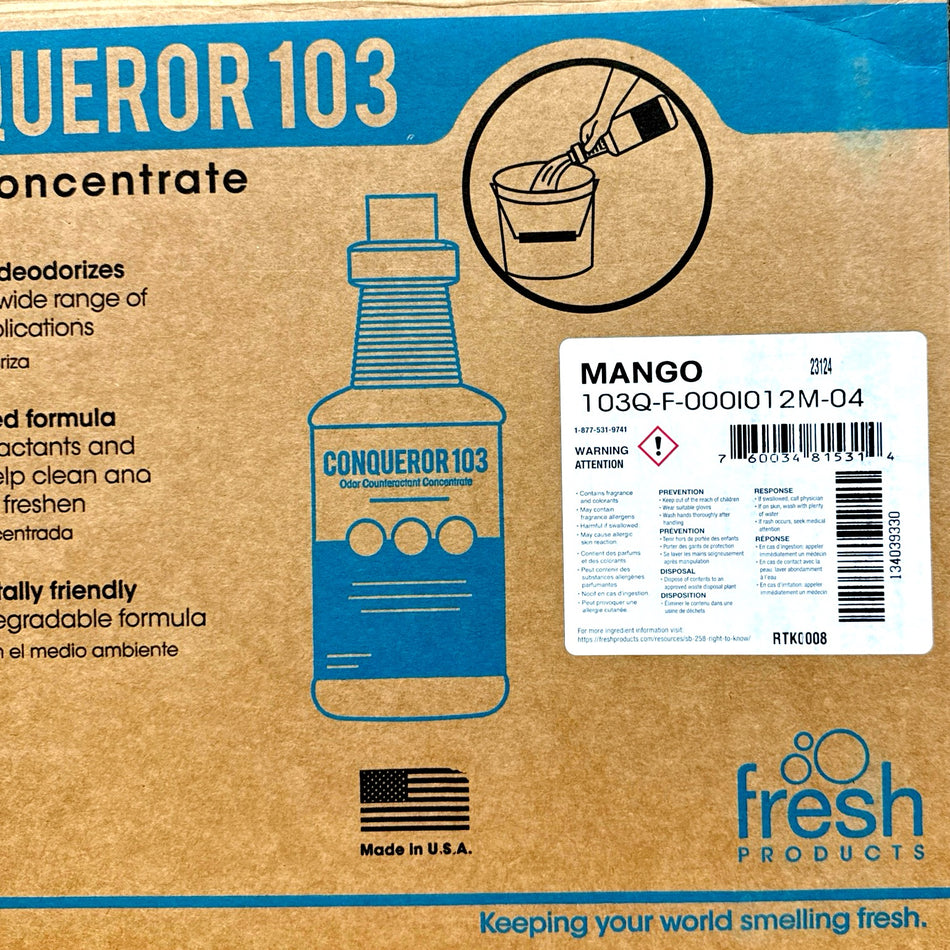 QUEROR 103
oncentrate
deodorizes
wide range of
plications
riza
ed formula
actants and
elp clean and
freshen
centrada
tally friendly
egradable formula
n el medio ambiente
CONQUEROR 103
Odor Counteractant Concentrate
MANGO
23124
103Q-F-000I012M-04
1-877-531-9741
WARNING
ATTENTION
7 60034 81531 4
• Contains fragrance
and colorants
• May contain
fragrance allergens
• Harmful if swallowed
• May cause allergic
skin reaction
• Contient des parfums
et des colorants
• Peut contenir des
substances allergènes
parfumantes
• Nocif en cas d'ingestion
• Peut provoquer une
allergie cutanée
PREVENTION
• Keep out of the reach of children
• Wear suitable gloves
• Wash hands thoroughly after
handling
PRÉVENTION
• Tenir hors de portée des enfants
• Porter des gants de protection
• Se laver les mains soigneusement
après manipulation
DISPOSAL
• Dispose of contents to an
approved waste disposal plant
DISPOSITION
• Éliminer le contenu dans une
usine de déchets
RESPONSE
• If swallowed, call physician
• If on skin, wash with plenty
of water
• If rash occurs, seek medical
attention
RÉPONSE
• En cas d'ingestion: appeler
immédiatement un médecin
• En cas de contact avec la
peau: laver abondamment
à l'eau
• En cas d'irritation: appeler
immédiatement un médecin
134039330
For more ingredient information visit:
https://freshproducts.com/resources/sb-258-right-to-know/
RTK0008
Made in U.S.A.
fresh
PRODUCTS
Keeping your world smelling fresh.